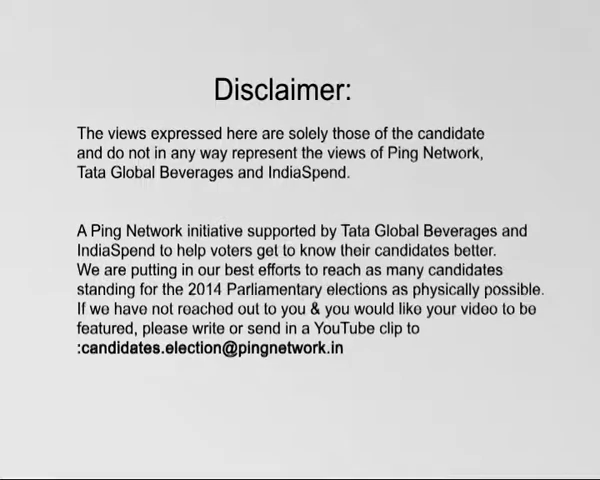 Disclaimer:
The views expressed here are solely those of the candidate
and do not in any way represent the views of Ping Network,
Tata Global Beverages and IndiaSpend.
A Ping Network initiative supported by Tata Global Beverages and
IndiaSpend to help voters get to know their candidates better.
We are putting in our best efforts to reach as many candidates
standing for the 2014 Parliamentary elections as physically possible.
If we have not reached out to you & you would like your video to be
featured, please write or send in a YouTube clip to
:candidates.election@pingnetwork.in